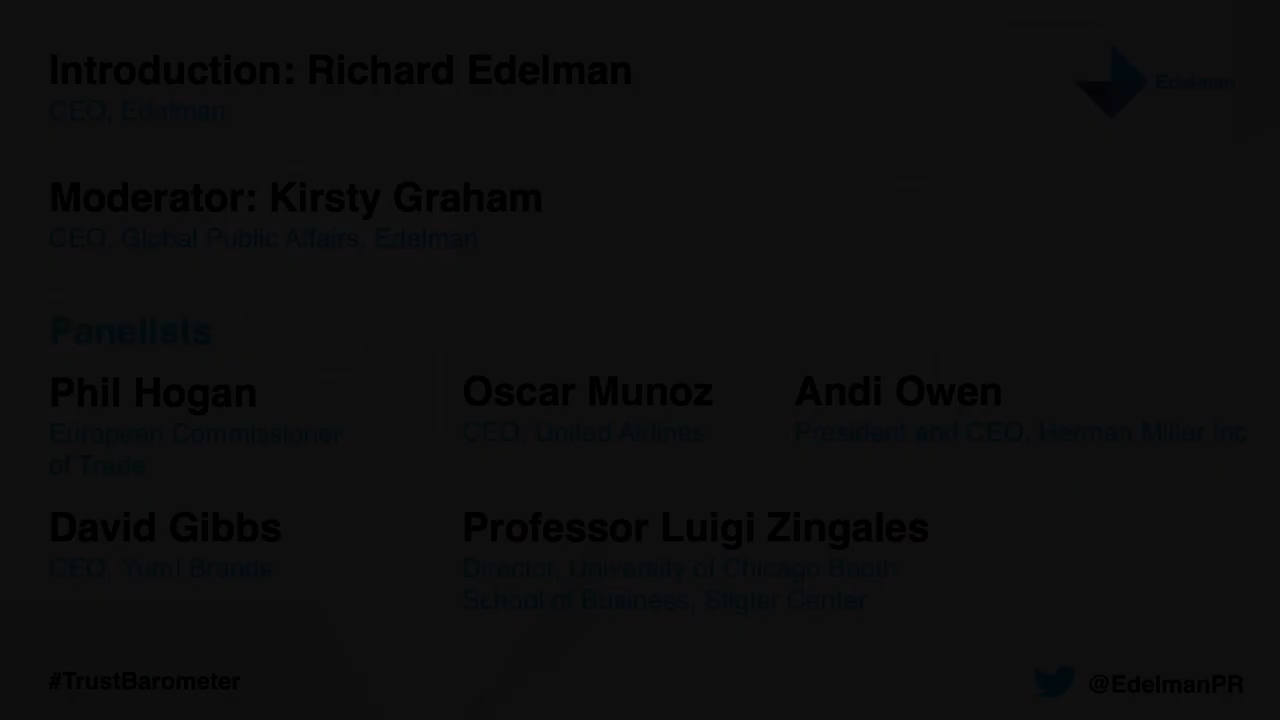 Introduction: Richard Edelman
CEO, Edelman
Edelman
Moderator: Kirsty Graham
CEO, Global Public Affairs, Edelman
Panelists
Phil Hogan
European Commissioner
of Trade
Oscar Munoz
CEO, United Airlines
Andi Owen
President and CEO, Herman Miller Inc
David Gibbs
CEO, Yum! Brands
Professor Luigi Zingales
Director, University of Chicago Booth
School of Business, Stigler Center
#TrustBarometer
@EdelmanPR